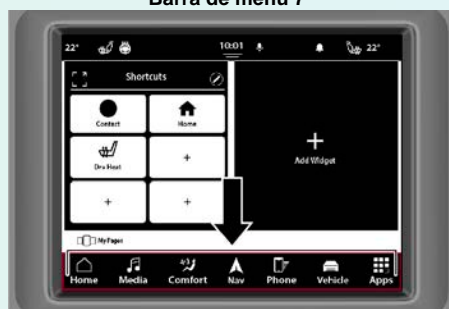 Barra de menú 7
22° 10:01 22°
Shortcuts
Contact Home
Add Widget
Drv Heat +
+ +
My Pages
Home Media Comfort Nav Phone Vehicle Apps